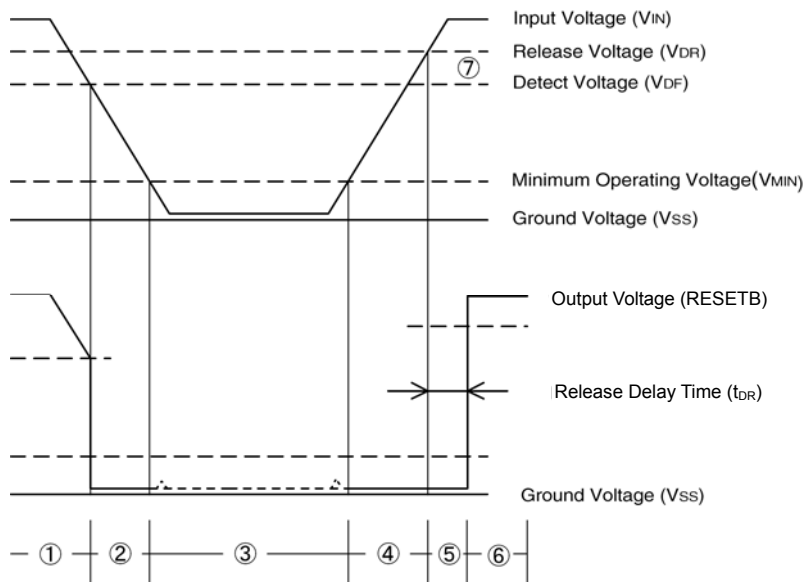 Input Voltage (VIN)
Release Voltage (VDR)
⑦
Detect Voltage (VDF)
Minimum Operating Voltage(VMIN)
Ground Voltage (VSS)
Output Voltage (RESETB)
Release Delay Time (tDR)
Ground Voltage (VSS)
① ② ③ ④ ⑤ ⑥